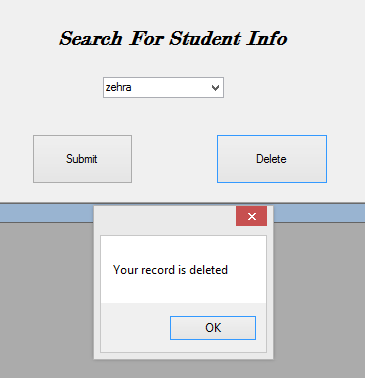 Search For Student Info
zehra
Submit
Delete
Your record is deleted
OK